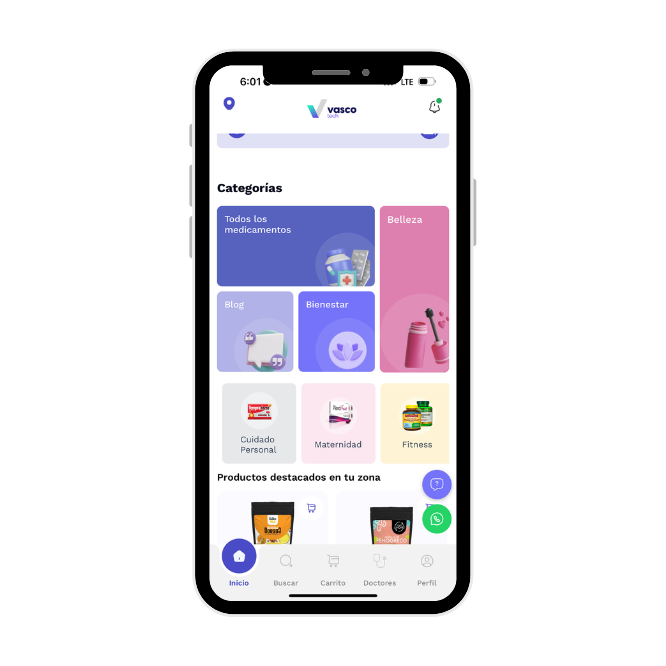 6:01
LTE
vasco
tech
Categorías
Todos los
medicamentos
Belleza
Blog
Bienestar
Cuidado
Personal
Maternidad
Fitness
Productos destacados en tu zona
Inicio
Buscar
Carrito
Doctores
Perfil